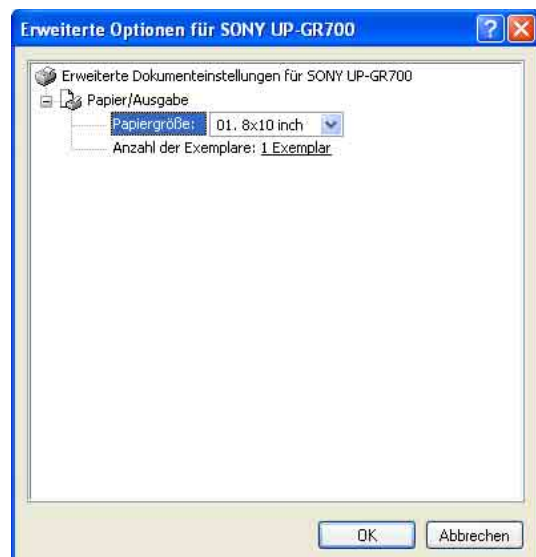 Erweiterte Optionen für SONY UP-GR700
Erweiterte Dokumenteinstellungen für SONY UP-GR700
Papier/Ausgabe
Papiergröße: 01. 8x10 inch
Anzahl der Exemplare: 1 Exemplar
OK Abbrechen